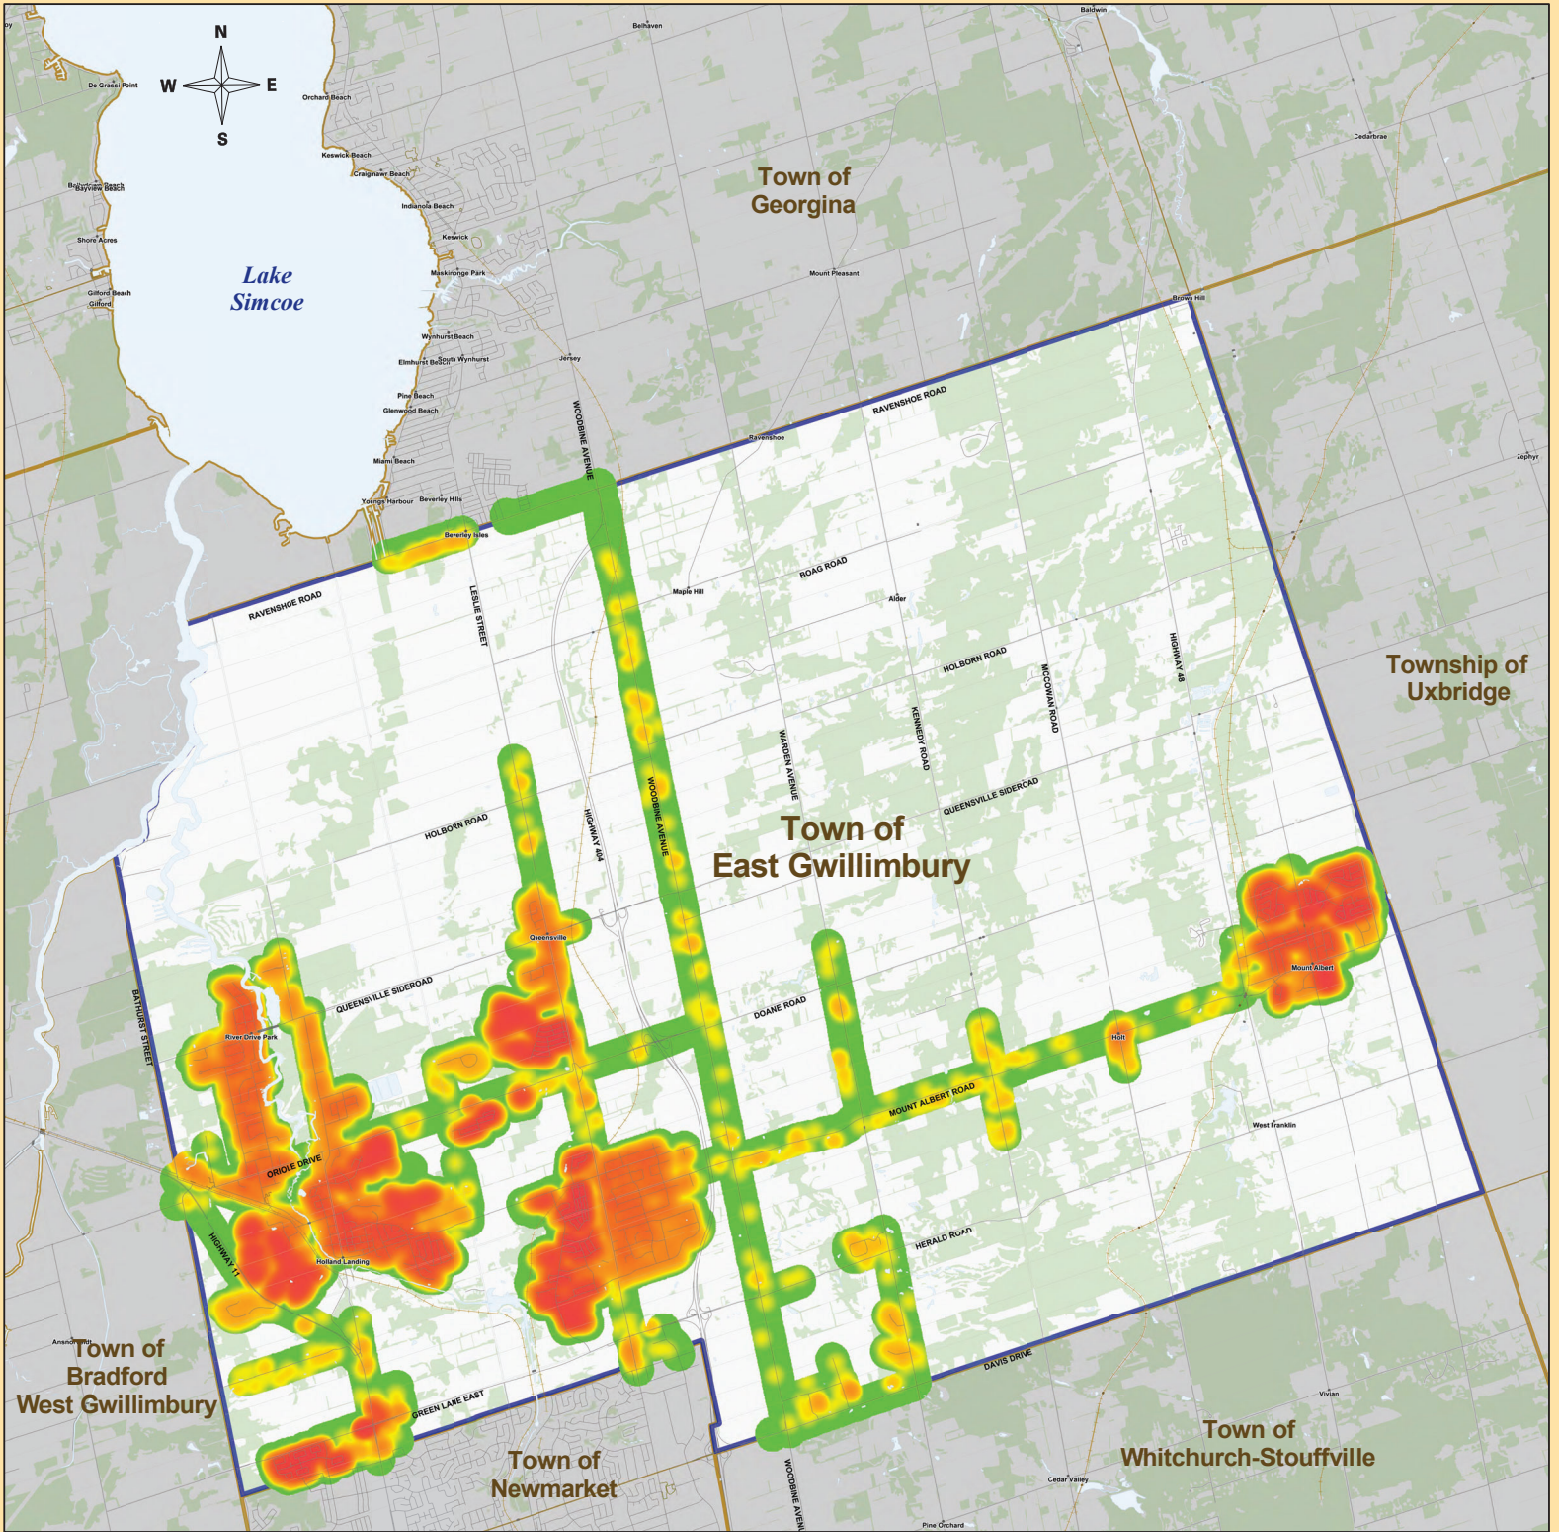 Baldwin
Belhaven
N
W
E
S
De Grassi Point
Orchard Beach
Cedarbrae
Keswick Beach
Craignawr Beach
Town of
Georgina
Bayview Beach
Indianola Beach
Shore Acres
Keswick
Lake
Simcoe
Maskironge Park
Mount Pleasant
Gilford Beach
Gilford
Brown Hill
WynhurstBeach
Elmhurst Beach
South Wynhurst
Jersey
Pine Beach
Glenwood Beach
WOODBINE AVENUE
RAVENSHOE ROAD
Ravenshoe
Miami Beach
Zephyr
Yoings Harbour
Beverley Hlls
Beverley Isles
RAVENSHOE ROAD
LESLIE STREET
Maple Hill
BOAG ROAD
Alder
HOLBORN ROAD
MCCOWAN ROAD
HIGHWAY 48
Township of
Uxbridge
KENNEDY ROAD
WARDEN AVENUE
WOODBINE AVENUE
QUEENSVILLE SIDEROAD
HOLBORN ROAD
HIGHWAY 404
Town of
East Gwillimbury
Queensville
Mount Albert
QUEENSVILLE SIDEROAD
BATHURST STREET
DOANE ROAD
River Drive Park
Holt
MOUNT ALBERT ROAD
West Franklin
ORIOLE DRIVE
HERALD ROAD
HIGHWAY 11
Holland Landing
Town of
Bradford
West Gwillimbury
DAVIS DRIVE
GREEN LANE EAST
Vivian
Town of
Newmarket
Town of
Whitchurch-Stouffville
WOODBINE AVENUE
Cedar Valley
Pine Orchard